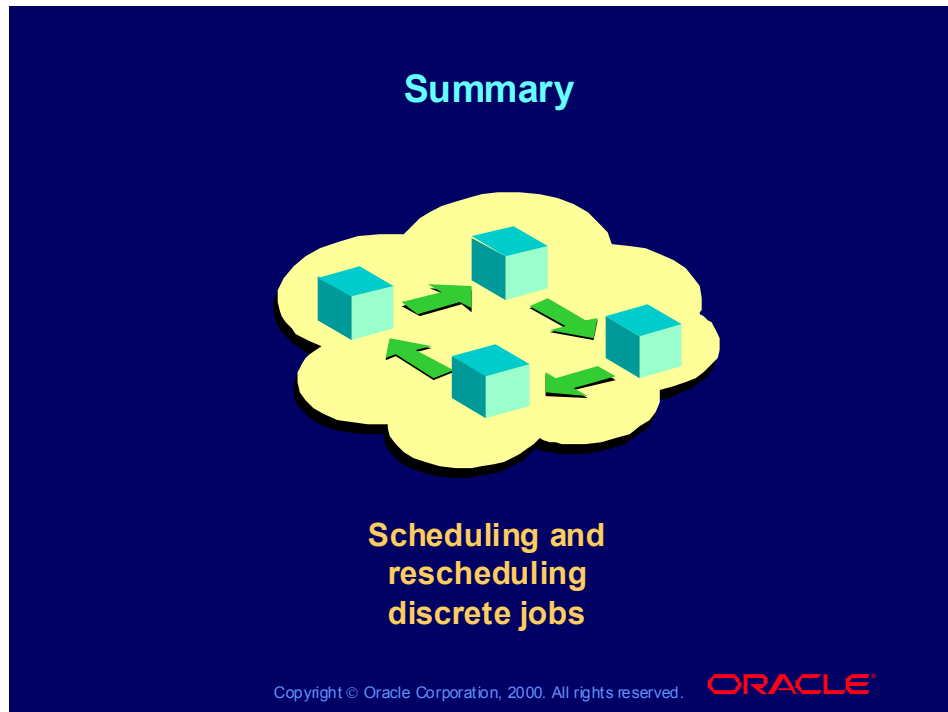 Summary
Scheduling and
rescheduling
discrete jobs
Copyright © Oracle Corporation, 2000. All rights reserved.
ORACLE®